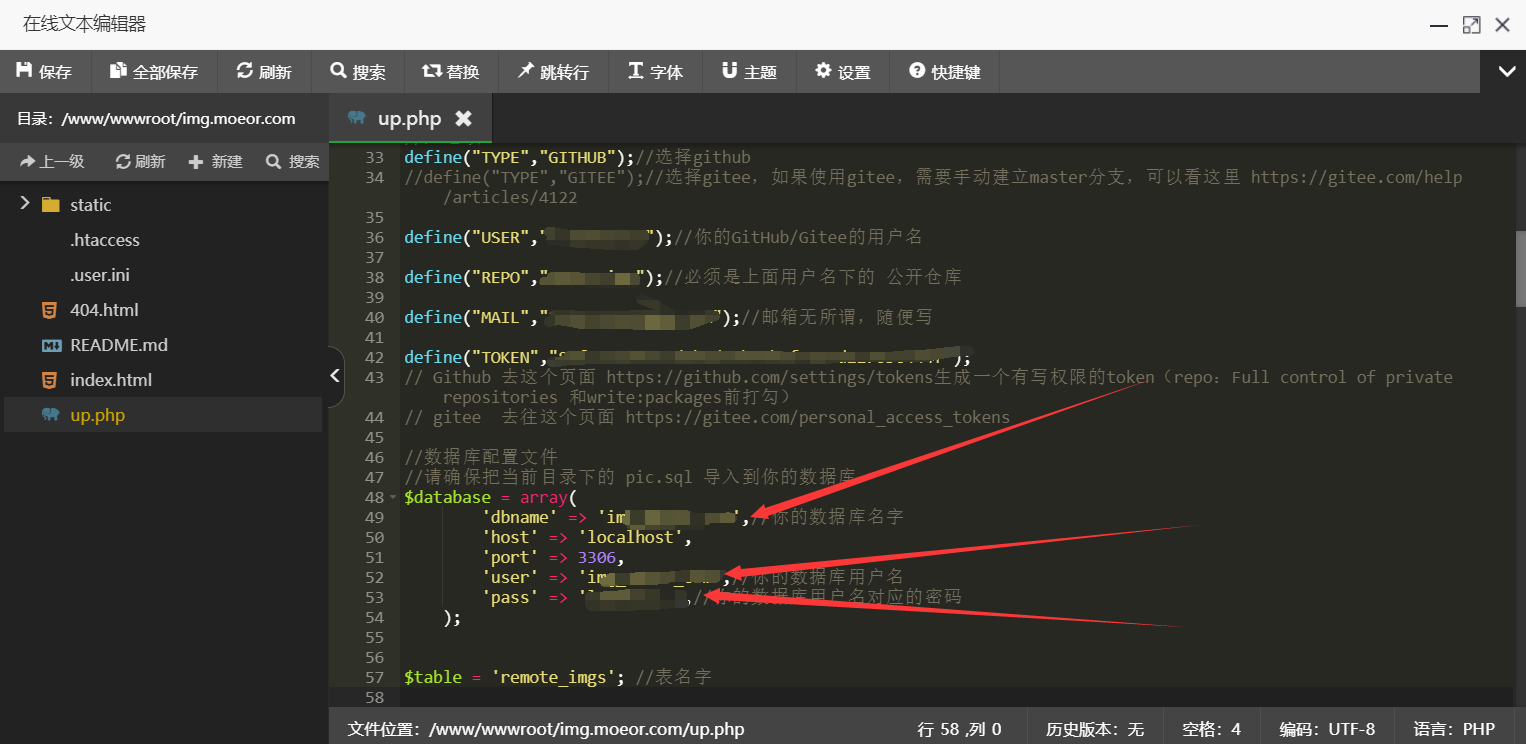 在线文本编辑器
保存 全部保存 刷新 搜索 替换 跳转行 字体 主题 设置 快捷键
目录：/www/wwwroot/img.moeor.com
up.php
上一级 刷新 新建 搜索
static
.htaccess
.user.ini
404.html
README.md
index.html
up.php
33 define("TYPE","GITHUB");//选择github
34 //define("TYPE","GITEE");//选择gitee，如果使用gitee，需要手动建立master分支，可以看这里 https://gitee.com/help
/articles/4122
35
36 define("USER","");//你的GitHub/Gitee的用户名
37
38 define("REPO","");//必须是上面用户名下的 公开仓库
39
40 define("MAIL","");//邮箱无所谓，随便写
41
42 define("TOKEN","");
43 // Github 去这个页面 https://github.com/settings/tokens生成一个有写权限的token（repo：Full control of private
repositories 和write:packages前打勾）
44 // gitee 去往这个页面 https://gitee.com/personal_access_tokens
45
46 //数据库配置文件
47 //请确保把当前目录下的 pic.sql 导入到你的数据库
48 $database = array(
49 'dbname' => 'im',//你的数据库名字
50 'host' => 'localhost',
51 'port' => 3306,
52 'user' => 'im,//你的数据库用户名
53 'pass' => ',//你的数据库用户名对应的密码
54 );
55
56
57 $table = 'remote_imgs'; //表名字
58
文件位置：/www/wwwroot/img.moeor.com/up.php 行 58 ,列 0 历史版本：无 空格：4 编码：UTF-8 语言：PHP